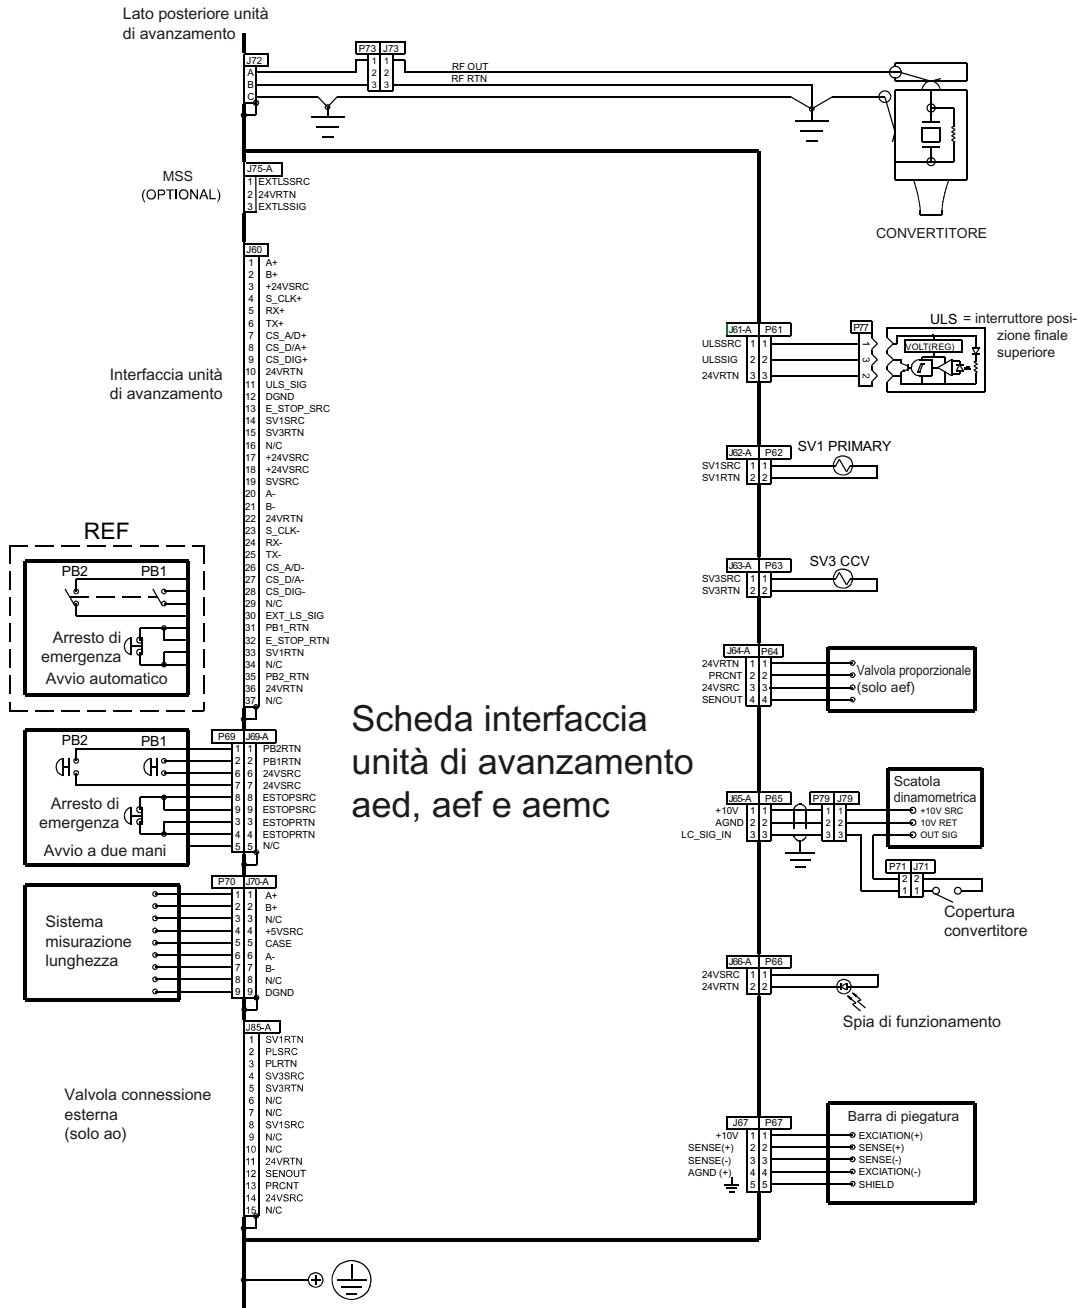 Lato posteriore unità
di avanzamento
J72
A
B
C
P73 J73
1 1
2 2
3 3
RF OUT
RF RTN
CONVERTITORE
MSS
(OPTIONAL)
J75-A
1 EXTLSSRC
2 24VRTN
3 EXTLSSIG
Interfaccia unità
di avanzamento
J60
1 A+
2 B+
3 +24VSRC
4 S_CLK+
5 RX+
6 TX+
7 CS_A/D+
8 CS_D/A+
9 CS_DIG+
10 24VRTN
11 ULS_SIG
12 DGND
13 E_STOP_SRC
14 SV1SRC
15 SV3RTN
16 N/C
17 +24VSRC
18 +24VSRC
19 SVSRC
20 A-
21 B-
22 24VRTN
23 S_CLK-
24 RX-
25 TX-
26 CS_A/D-
27 CS_D/A-
28 CS_DIG-
29 N/C
30 EXT_LS_SIG
31 PB1_RTN
32 E_STOP_RTN
33 SV1RTN
34 N/C
35 PB2_RTN
36 24VRTN
37 N/C
REF
PB2 PB1
Arresto di
emergenza
Avvio automatico
PB2 PB1
Arresto di
emergenza
Avvio a due mani
P69 J69-A
1 1 PB2RTN
2 2 PB1RTN
6 6 24VSRC
7 7 24VSRC
8 8 ESTOPSRC
9 9 ESTOPSRC
3 3 ESTOPRTN
4 4 ESTOPRTN
5 5 N/C
Sistema
misurazione
lunghezza
P70 J70-A
1 1 A+
2 2 B+
3 3 N/C
4 4 +5VSRC
5 5 CASE
6 6 A-
7 7 B-
8 8 N/C
9 9 DGND
Valvola connessione
esterna
(solo ao)
J85-A
1 SV1RTN
2 PLSRC
3 PLRTN
4 SV3SRC
5 SV3RTN
6 N/C
7 N/C
8 SV1SRC
9 N/C
10 N/C
11 24VRTN
12 SENOUT
13 PRCNT
14 24VSRC
15 N/C
Scheda interfaccia
unità di avanzamento
aed, aef e aemc
J61-A P61
ULSSRC 1 1
ULSSIG 2 2
24VRTN 3 3
P77
1
3
2
VOLT(REG)
ULS = interruttore posi-
zione finale
superiore
J62-A P62
SV1SRC 1 1
SV1RTN 2 2
SV1 PRIMARY
J63-A P63
SV3SRC 1 1
SV3RTN 2 2
SV3 CCV
J64-A P64
24VRTN 1 1
PRCNT 2 2
24VSRC 3 3
SENOUT 4 4
Valvola proporzionale
(solo aef)
J65-A P65
+10V 1 1
AGND 2 2
LC_SIG_IN 3 3
P79 J79
1 1
2 2
3 3
Scatola
dinamometrica
+10V SRC
10V RET
OUT SIG
P71 J71
2 2
1 1
Copertura
convertitore
J66-A P66
24VSRC 1 1
24VRTN 2 2
Spia di funzionamento
J67 P67
+10V 1 1
SENSE(+) 2 2
SENSE(-) 3 3
AGND (+) 4 4
5 5
Barra di piegatura
EXCIATION(+)
SENSE(+)
SENSE(-)
EXCIATION(-)
SHIELD